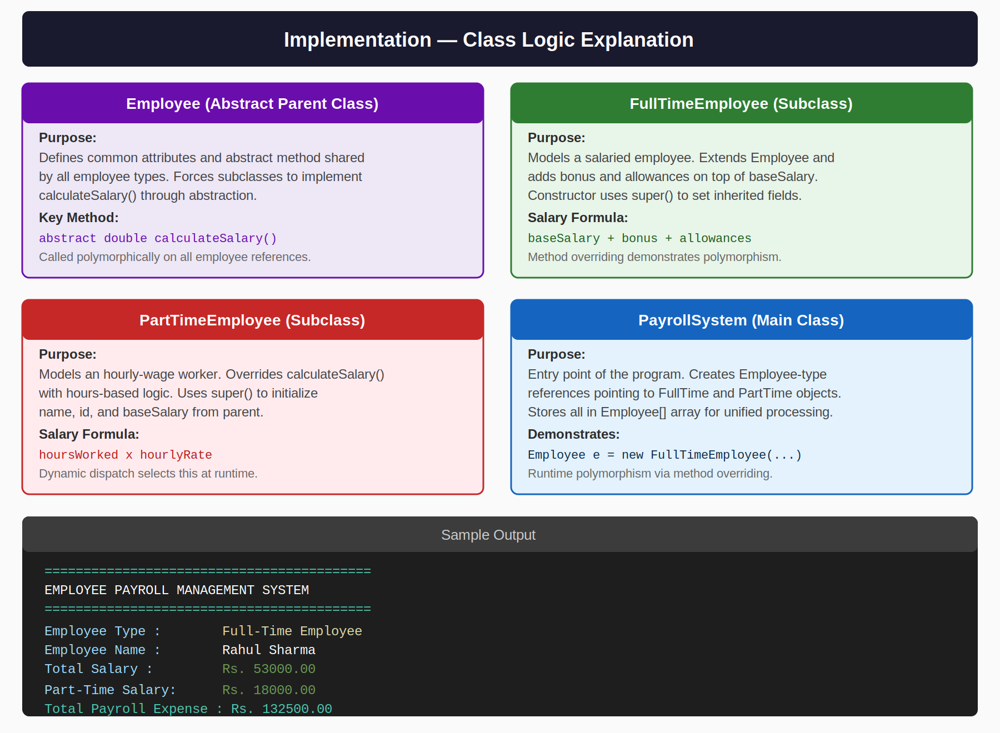 Implementation — Class Logic Explanation
Employee (Abstract Parent Class)
Purpose:
Defines common attributes and abstract method shared
by all employee types. Forces subclasses to implement
calculateSalary() through abstraction.
Key Method:
abstract double calculateSalary()
Called polymorphically on all employee references.
FullTimeEmployee (Subclass)
Purpose:
Models a salaried employee. Extends Employee and
adds bonus and allowances on top of baseSalary.
Constructor uses super() to set inherited fields.
Salary Formula:
baseSalary + bonus + allowances
Method overriding demonstrates polymorphism.
PartTimeEmployee (Subclass)
Purpose:
Models an hourly-wage worker. Overrides calculateSalary()
with hours-based logic. Uses super() to initialize
name, id, and baseSalary from parent.
Salary Formula:
hoursWorked x hourlyRate
Dynamic dispatch selects this at runtime.
PayrollSystem (Main Class)
Purpose:
Entry point of the program. Creates Employee-type
references pointing to FullTime and PartTime objects.
Stores all in Employee[] array for unified processing.
Demonstrates:
Employee e = new FullTimeEmployee(...)
Runtime polymorphism via method overriding.
Sample Output
==========================================
EMPLOYEE PAYROLL MANAGEMENT SYSTEM
==========================================
Employee Type : Full-Time Employee
Employee Name : Rahul Sharma
Total Salary : Rs. 53000.00
Part-Time Salary: Rs. 18000.00
Total Payroll Expense : Rs. 132500.00